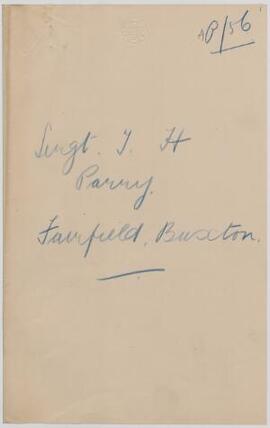 AP/56
Sergt. T. H
Parry.
Fairfield, Buxton.